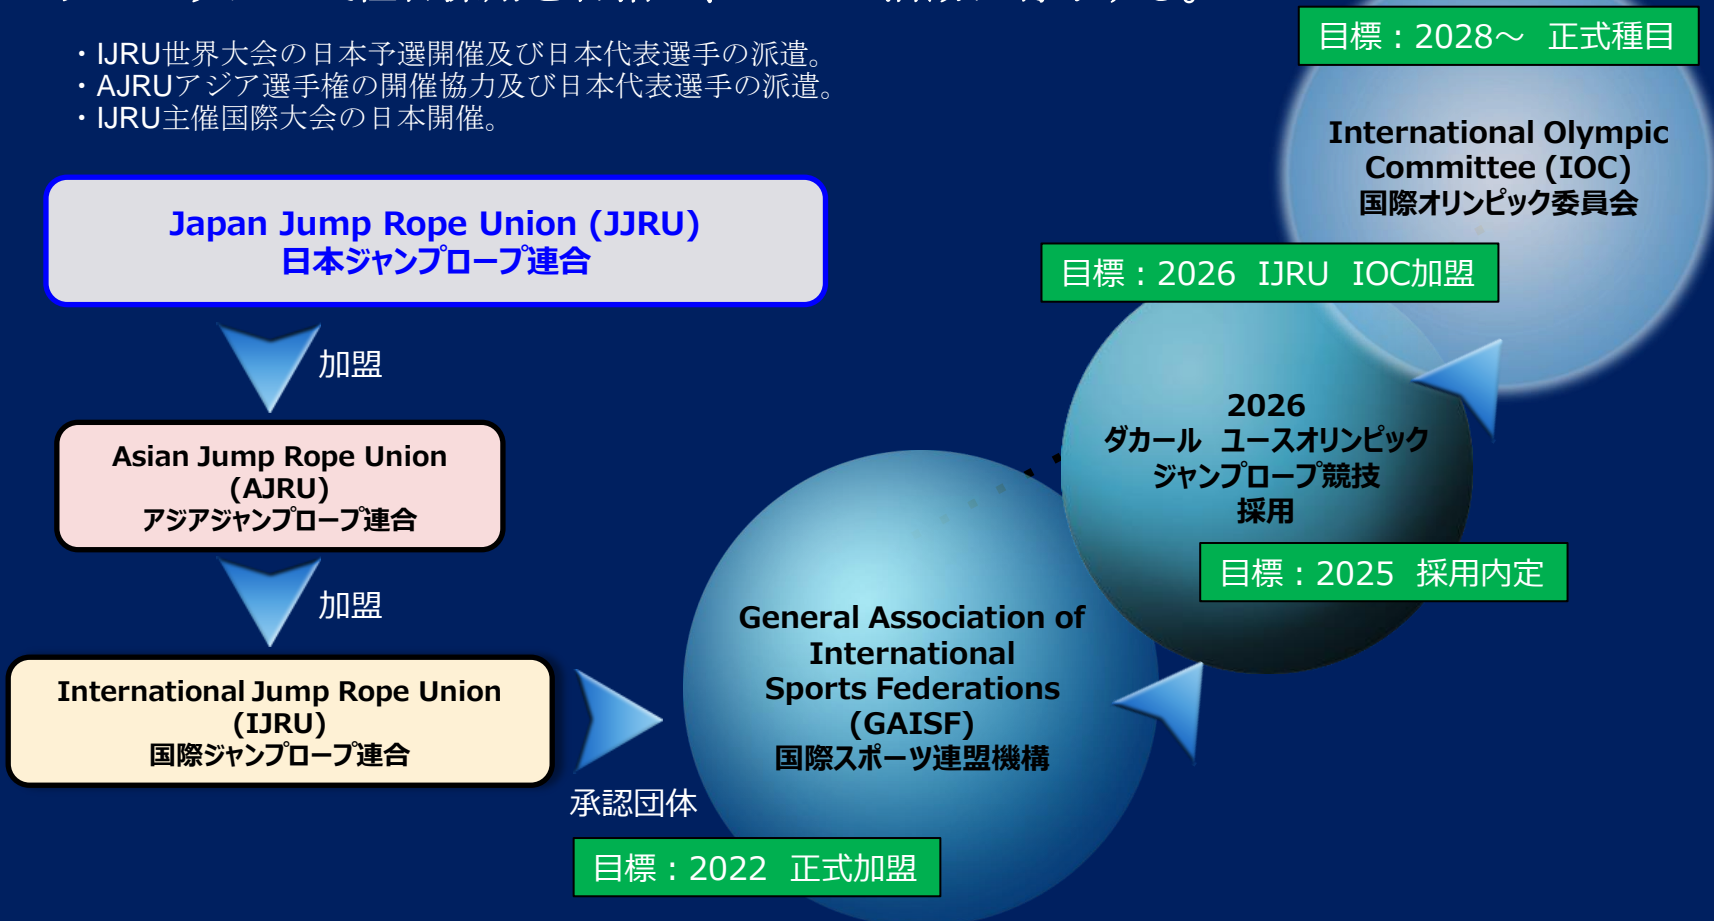 ・IJRU世界大会の日本予選開催及び日本代表選手の派遣。
・AJRUアジア選手権の開催協力及び日本代表選手の派遣。
・IJRU主催国際大会の日本開催。
Japan Jump Rope Union (JJRU)
日本ジャンプロープ連合
加盟
Asian Jump Rope Union
(AJRU)
アジアジャンプロープ連合
加盟
International Jump Rope Union
(IJRU)
国際ジャンプロープ連合
承認団体
目標：2022 正式加盟
General Association of
International
Sports Federations
(GAISF)
国際スポーツ連盟機構
2026
ダカール ユースオリンピック
ジャンプロープ競技
採用
目標：2025 採用内定
目標：2026 IJRU IOC加盟
International Olympic
Committee (IOC)
国際オリンピック委員会
目標：2028～ 正式種目